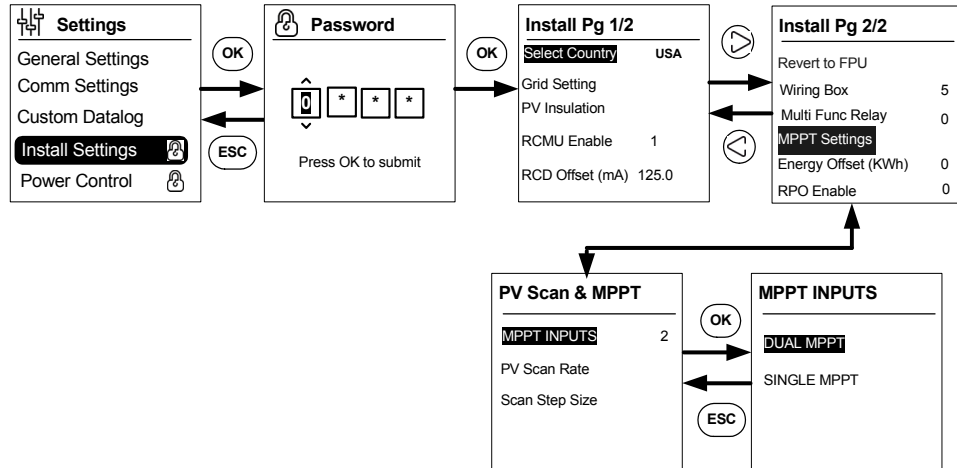 Settings
General Settings
Comm Settings
Custom Datalog
Install Settings
Power Control
OK
ESC
Password
0 * * *
Press OK to submit
OK
Install Pg 1/2
Select Country USA
Grid Setting
PV Insulation
RCMU Enable 1
RCD Offset (mA) 125.0
Install Pg 2/2
Revert to FPU
Wiring Box 5
Multi Func Relay 0
MPPT Settings
Energy Offset (KWh) 0
RPO Enable 0
PV Scan & MPPT
MPPT INPUTS 2
PV Scan Rate
Scan Step Size
OK
ESC
MPPT INPUTS
DUAL MPPT
SINGLE MPPT